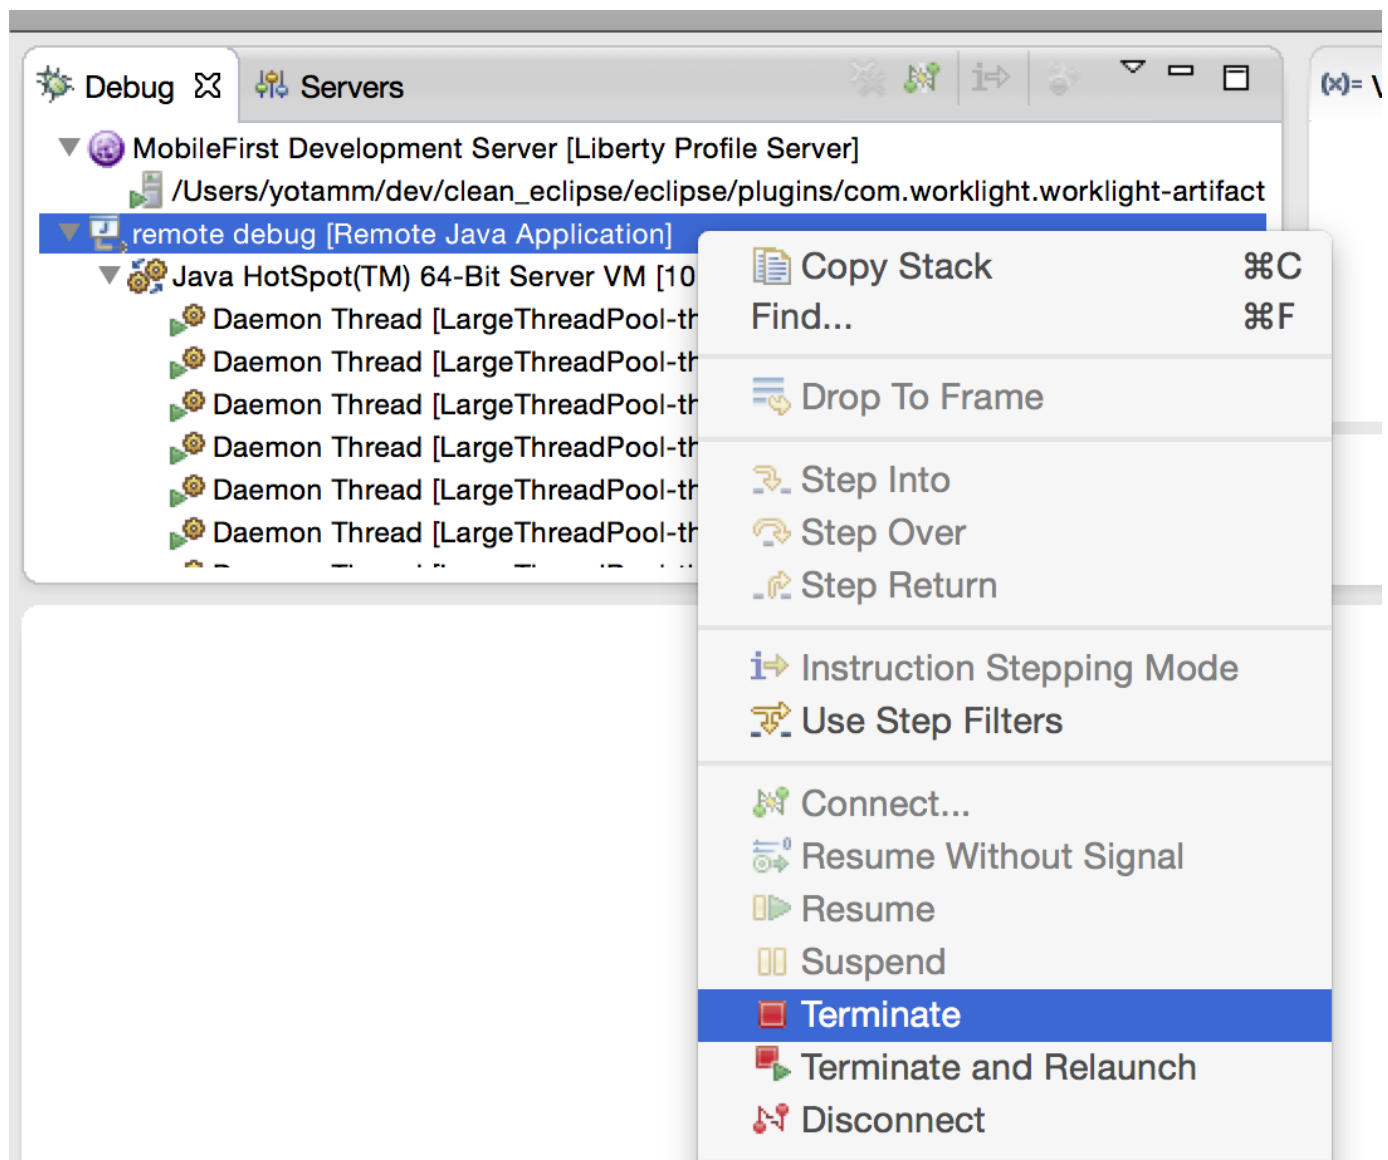 Debug
Servers
(x)=
MobileFirst Development Server [Liberty Profile Server]
/Users/yotamm/dev/clean_eclipse/eclipse/plugins/com.worklight.worklight-artifact
remote debug [Remote Java Application]
Java HotSpot(TM) 64-Bit Server VM [10
Daemon Thread [LargeThreadPool-th
Daemon Thread [LargeThreadPool-th
Daemon Thread [LargeThreadPool-th
Daemon Thread [LargeThreadPool-th
Daemon Thread [LargeThreadPool-th
Daemon Thread [LargeThreadPool-th
Copy Stack ⌘C
Find... ⌘F
Drop To Frame
Step Into
Step Over
Step Return
Instruction Stepping Mode
Use Step Filters
Connect...
Resume Without Signal
Resume
Suspend
Terminate
Terminate and Relaunch
Disconnect